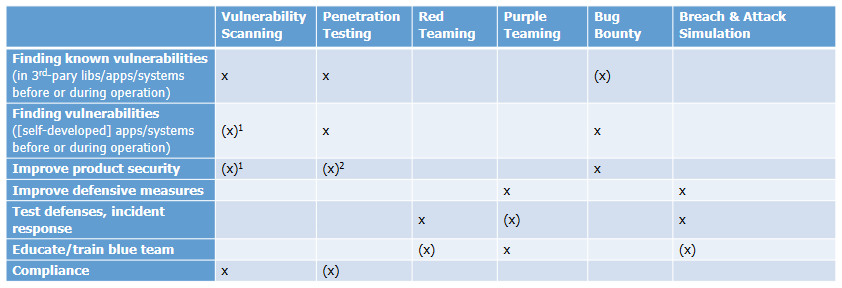 Vulnerability Scanning Penetration Testing Red Teaming Purple Teaming Bug Bounty Breach & Attack Simulation
Finding known vulnerabilities
(in 3rd-pary libs/apps/systems x x (x)
before or during operation)
Finding vulnerabilities
([self-developed] apps/systems (x)1 x x
before or during operation)
Improve product security (x)1 (x)2 x
Improve defensive measures x x
Test defenses, incident
response x (x) x
Educate/train blue team (x) x (x)
Compliance x (x)